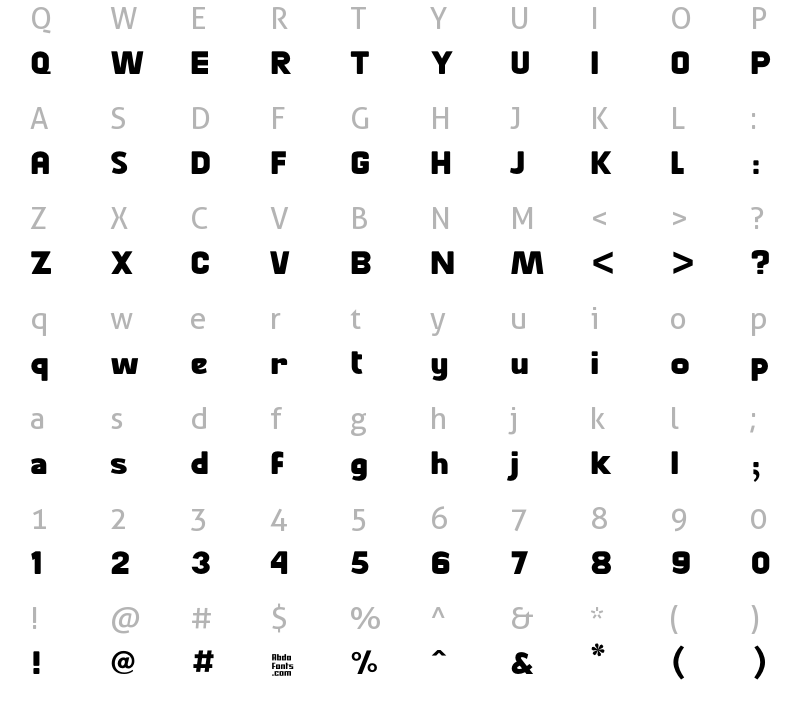 Q W E R T Y U I O P
Q W E R T Y U I O P
A S D F G H J K L :
A S D F G H J K L :
Z X C V B N M < > ?
Z X C V B N M < > ?
q w e r t y u i o p
q w e r t y u i o p
a s d f g h j k l ;
a s d f g h j k l ;
1 2 3 4 5 6 7 8 9 0
1 2 3 4 5 6 7 8 9 0
! @ # $ % ^ & * ( )
! @ # Abdo Fonts .com % ^ & * ( )